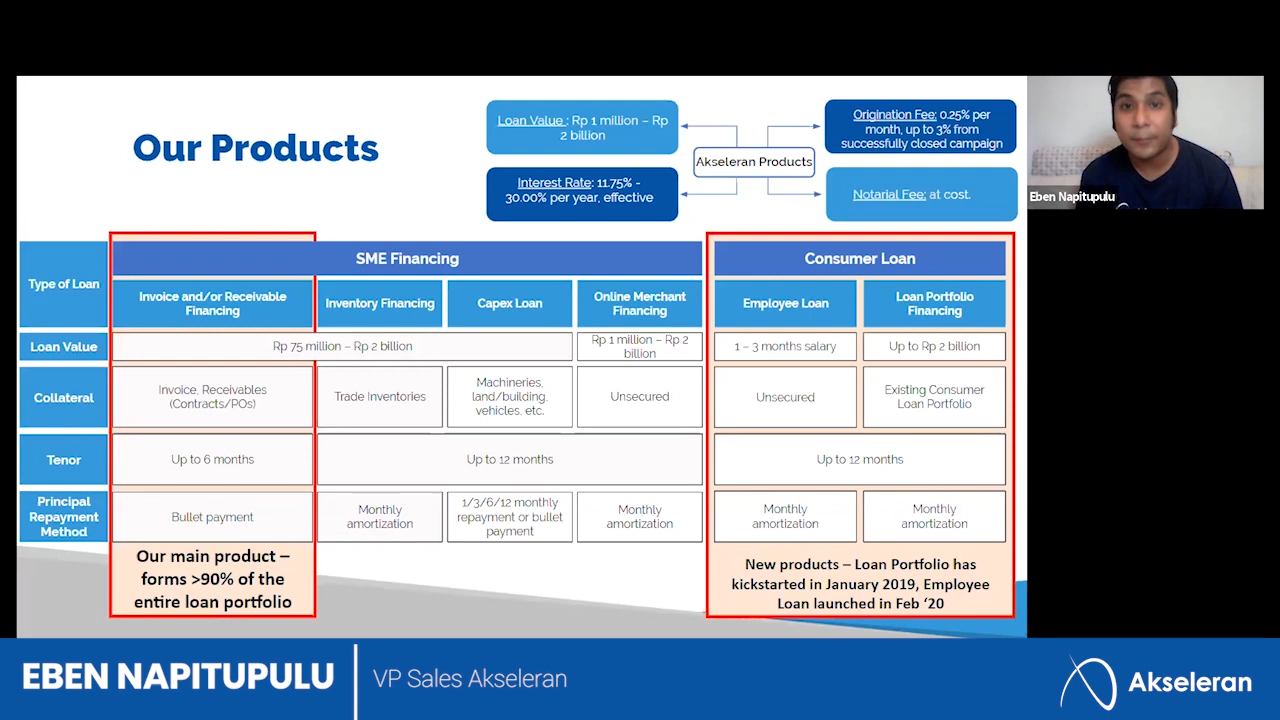 Our Products
Loan Value : Rp 1 million – Rp
2 billion
Interest Rate: 11.75% -
30.00% per year, effective
Akseleran Products
Origination Fee: 0.25% per
month, up to 3% from
successfully closed campaign
Notarial Fee: at cost.
Eben Napitupulu
Type of Loan
SME Financing
Consumer Loan
Invoice and/or Receivable
Financing
Inventory Financing
Capex Loan
Online Merchant
Financing
Employee Loan
Loan Portfolio
Financing
Loan Value
Rp 75 million – Rp 2 billion
Rp 1 million – Rp 2
billion
1 – 3 months salary
Up to Rp 2 billion
Collateral
Invoice, Receivables
(Contracts/POs)
Trade Inventories
Machineries,
land/building,
vehicles, etc.
Unsecured
Unsecured
Existing Consumer
Loan Portfolio
Tenor
Up to 6 months
Up to 12 months
Up to 12 months
Principal
Repayment
Method
Bullet payment
Monthly
amortization
1/3/6/12 monthly
repayment or bullet
payment
Monthly
amortization
Monthly
amortization
Monthly
amortization
Our main product –
forms >90% of the
entire loan portfolio
New products – Loan Portfolio has
kickstarted in January 2019, Employee
Loan launched in Feb ‘20
EBEN NAPITUPULU
VP Sales Akseleran
Akseleran